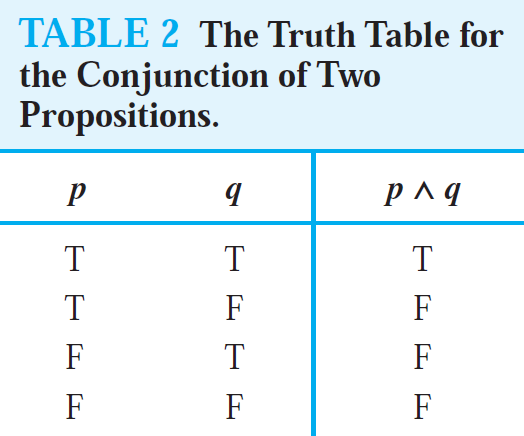 TABLE 2 The Truth Table for
the Conjunction of Two
Propositions.
p q p ∧ q
T T T
T F F
F T F
F F F